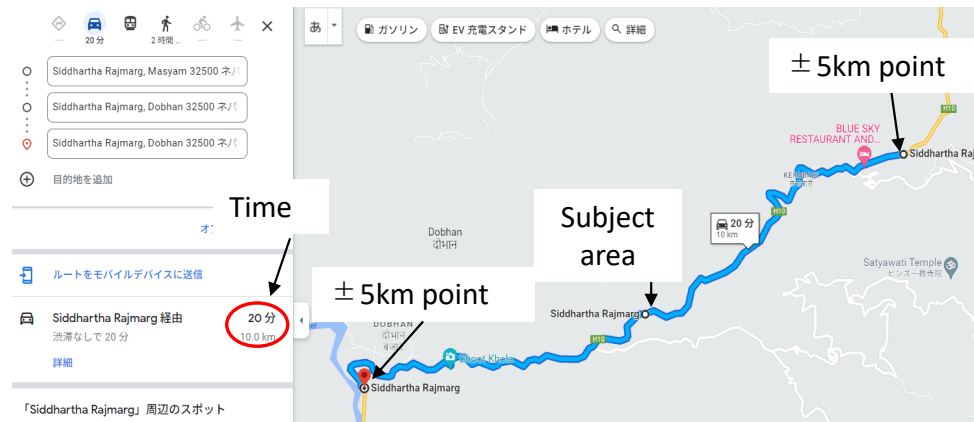 20 分
2 時間 ...
Siddhartha Rajmarg, Masyam 32500 ネパ
Siddhartha Rajmarg, Dobhan 32500 ネパ
Siddhartha Rajmarg, Dobhan 32500 ネパ
目的地を追加
Time
オプ
ルートをモバイルデバイスに送信
Siddhartha Rajmarg 経由
20 分
渋滞なしで 20 分
10.0 km
詳細
「Siddhartha Rajmarg」周辺のスポット
あ
ガソリン
EV 充電スタンド
ホテル
詳細
±5km point
H10
BLUE SKY
RESTAURANT AND...
Siddhartha Raj
H10
20 分
10 km
Subject
area
Dobhan
दोभान
Satyawati Temple
ヒンズー教寺院
±5km point
Siddhartha Rajmarg
DOBHAN
दोभान
H10
Siddhartha Rajmarg